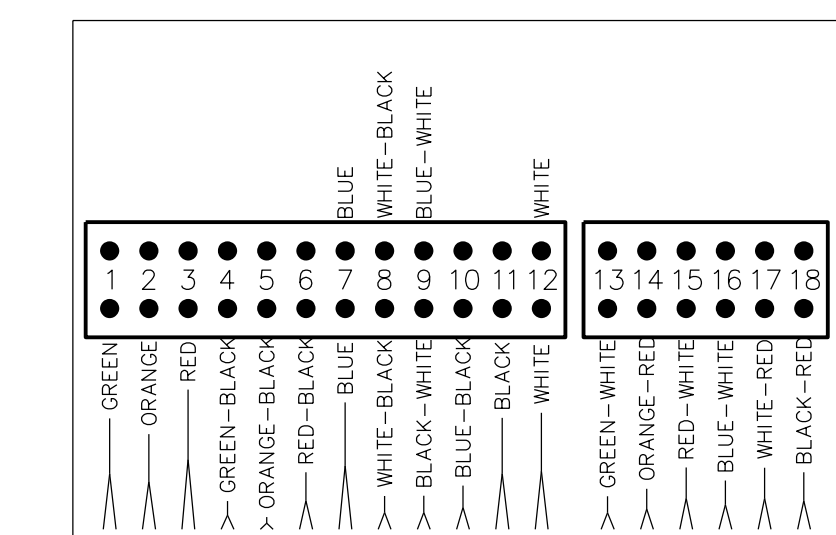 BLUE
WHITE-BLACK
BLUE-WHITE
WHITE
1 2 3 4 5 6 7 8 9 10 11 12 13 14 15 16 17 18
GREEN
ORANGE
RED
GREEN-BLACK
ORANGE-BLACK
RED-BLACK
BLUE
WHITE-BLACK
BLACK-WHITE
BLUE-BLACK
BLACK
WHITE
GREEN-WHITE
ORANGE-RED
RED-WHITE
BLUE-WHITE
WHITE-RED
BLACK-RED